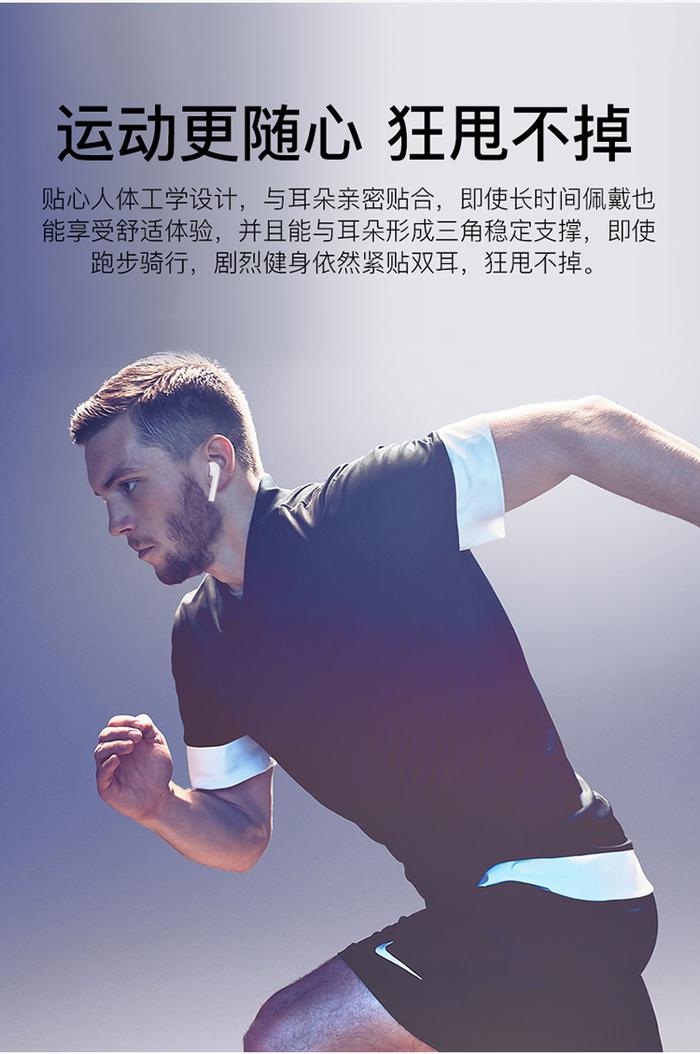 运动更随心 狂甩不掉
贴心人体工学设计，与耳朵亲密贴合，即使长时间佩戴也
能享受舒适体验，并且能与耳朵形成三角稳定支撑，即使
跑步骑行，剧烈健身依然紧贴双耳，狂甩不掉。